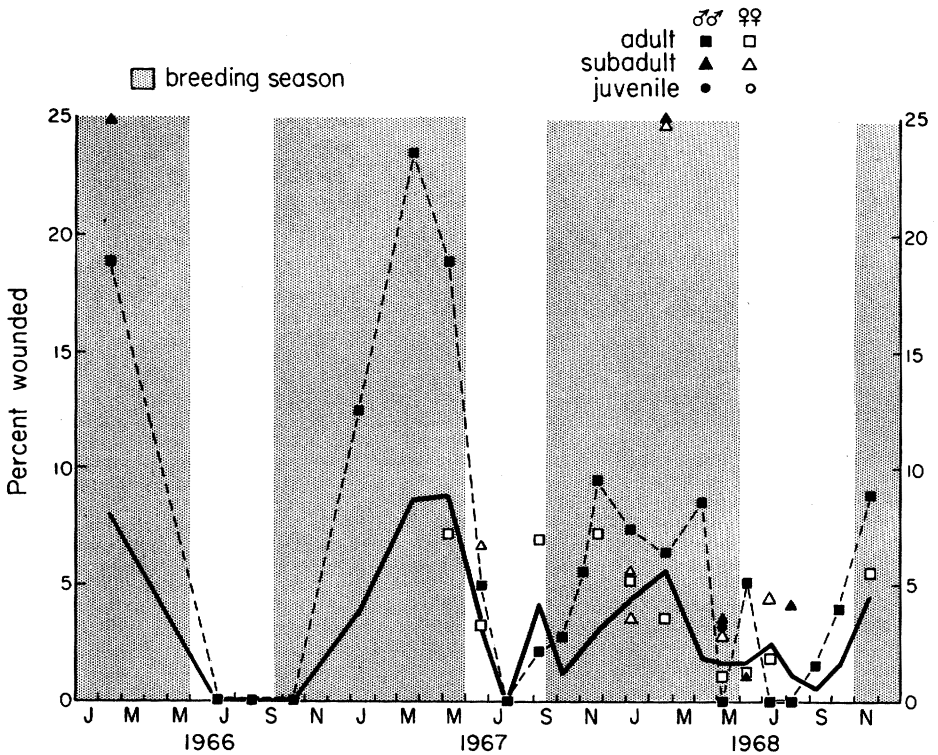 ♂♂ ♀♀
adult
subadult
juvenile
breeding season
Percent wounded
25 25
20 20
15 15
10 10
5 5
0 0
J M M J S N J M M J S N J M M J S N
1966 1967 1968